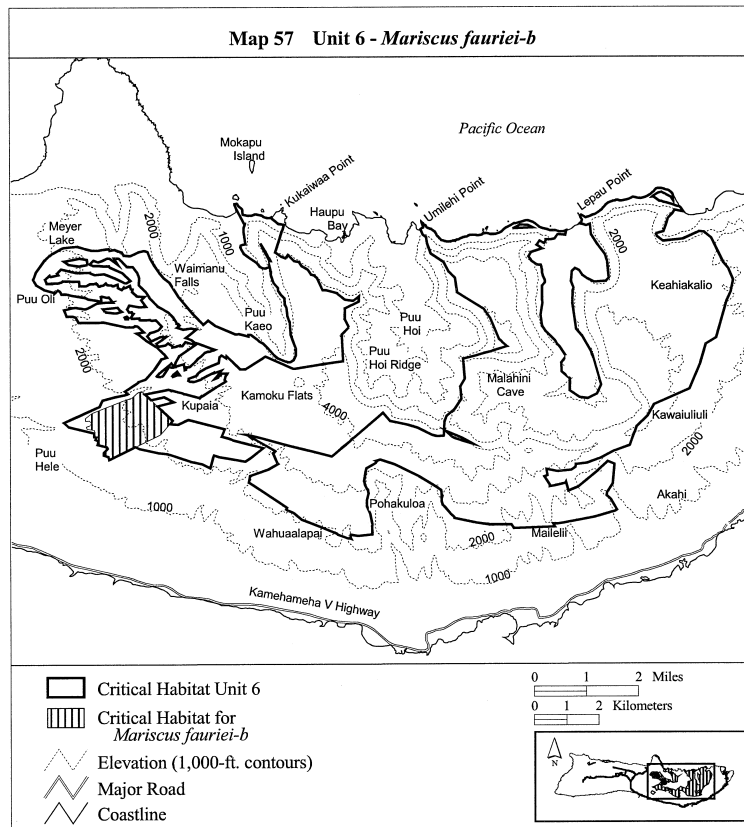 Map 57 Unit 6 - Mariscus fauriei-b
Pacific Ocean
Mokapu
Island
Kukaiwaa Point
Haupu
Bay
Umilehi Point
Lepau Point
Meyer
Lake
2000
1000
2000
Waimanu
Falls
Keahiakalio
Puu Oli
Puu
Kaeo
Puu
Hoi
2000
Puu
Hoi Ridge
Malahini
Cave
Kamoku Flats
Kupaia
4000
Kawaiuliuli
2000
Puu
Hele
1000
Pohakuloa
Akahi
Wahuaalapai
2000
Mailelii
1000
Kamehameha V Highway
Critical Habitat Unit 6
Critical Habitat for
Mariscus fauriei-b
Elevation (1,000-ft. contours)
Major Road
Coastline
0 1 2 Miles
0 1 2 Kilometers
N